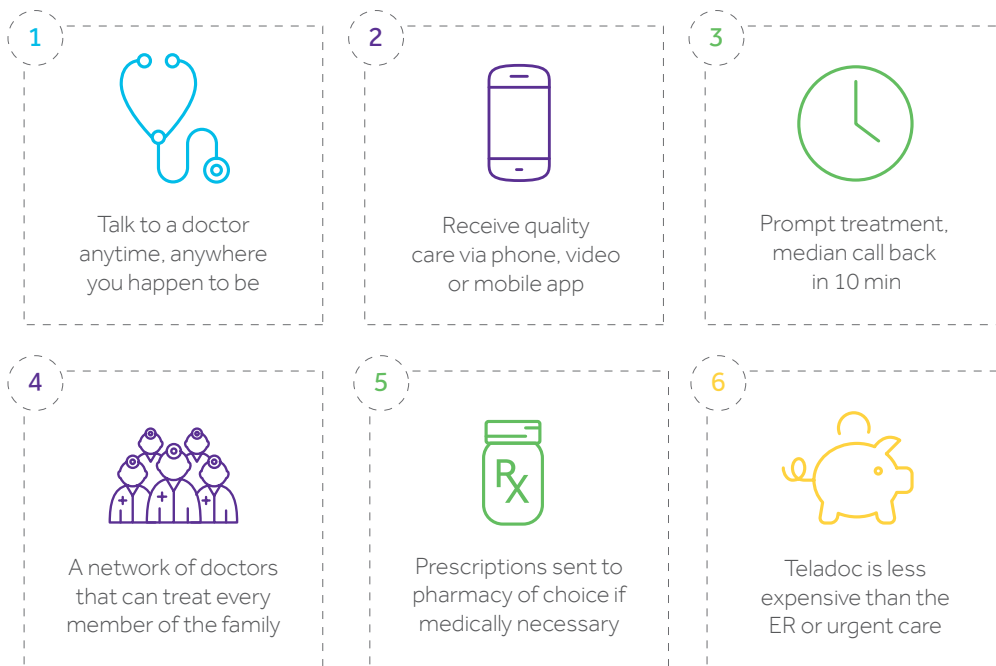 1
Talk to a doctor
anytime, anywhere
you happen to be
2
Receive quality
care via phone, video
or mobile app
3
Prompt treatment,
median call back
in 10 min
4
A network of doctors
that can treat every
member of the family
5
RX
Prescriptions sent to
pharmacy of choice if
medically necessary
6
Teladoc is less
expensive than the
ER or urgent care